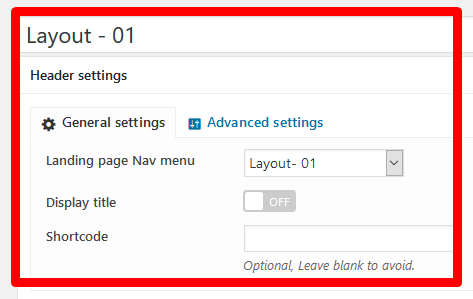 Layout - 01
Header settings
General settings Advanced settings
Landing page Nav menu Layout- 01
Display title OFF
Shortcode
Optional, Leave blank to avoid.